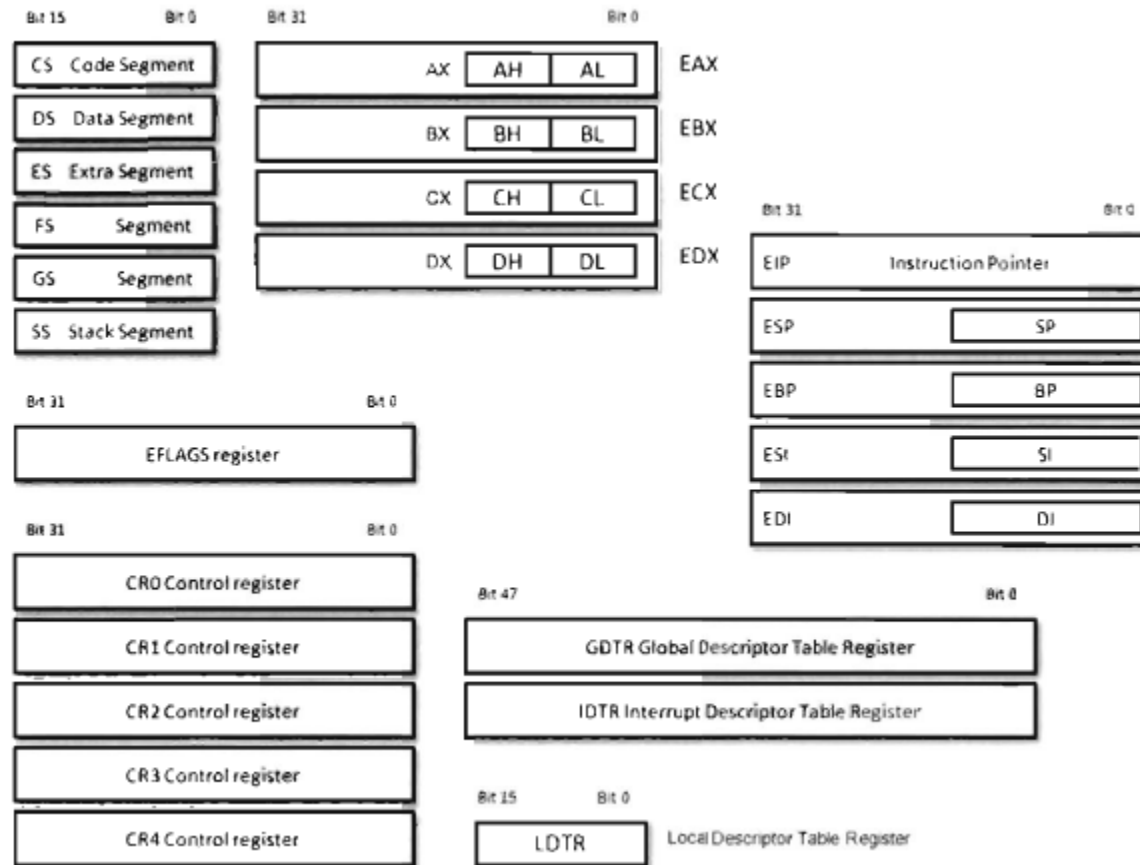 Bit 15 Bit 0
CS Code Segment
DS Data Segment
ES Extra Segment
FS Segment
GS Segment
SS Stack Segment
Bit 31 Bit 0
AX AH AL EAX
BX BH BL EBX
CX CH CL ECX
DX DH DL EDX
Bit 31 Bit 0
EIP Instruction Pointer
ESP SP
EBP BP
ESI SI
EDI DI
Bit 31 Bit 0
EFLAGS register
Bit 31 Bit 0
CR0 Control register
CR1 Control register
CR2 Control register
CR3 Control register
CR4 Control register
Bit 47 Bit 0
GDTR Global Descriptor Table Register
IDTR Interrupt Descriptor Table Register
Bit 15 Bit 0
LDTR Local Descriptor Table Register